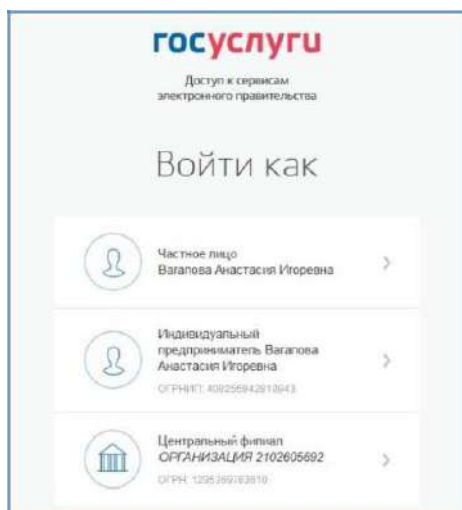 госуслуги
Доступ к сервисам
электронного правительства
Войти как
Частное лицо
Вагапова Анастасия Игоревна
Индивидуальный
предприниматель Вагапова
Анастасия Игоревна
ОГРНИП:
Центральный филиал
ОРГАНИЗАЦИЯ 2102605692
ОГРН: